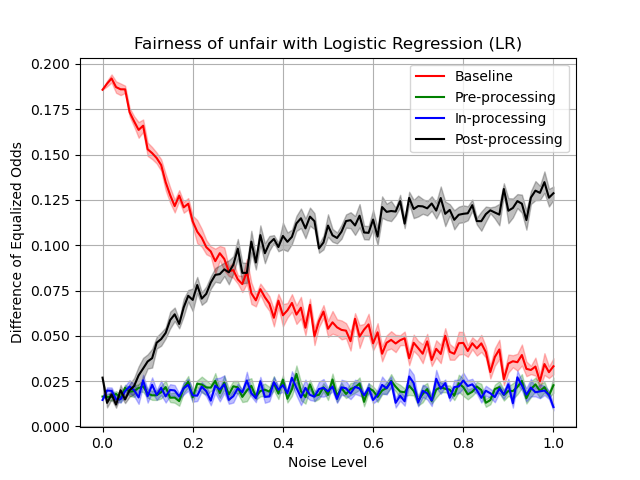 Fairness of unfair with Logistic Regression (LR)
0.200
0.175
0.150
0.125
0.100
0.075
0.050
0.025
0.000
Difference of Equalized Odds
Baseline
Pre-processing
In-processing
Post-processing
0.0 0.2 0.4 0.6 0.8 1.0
Noise Level